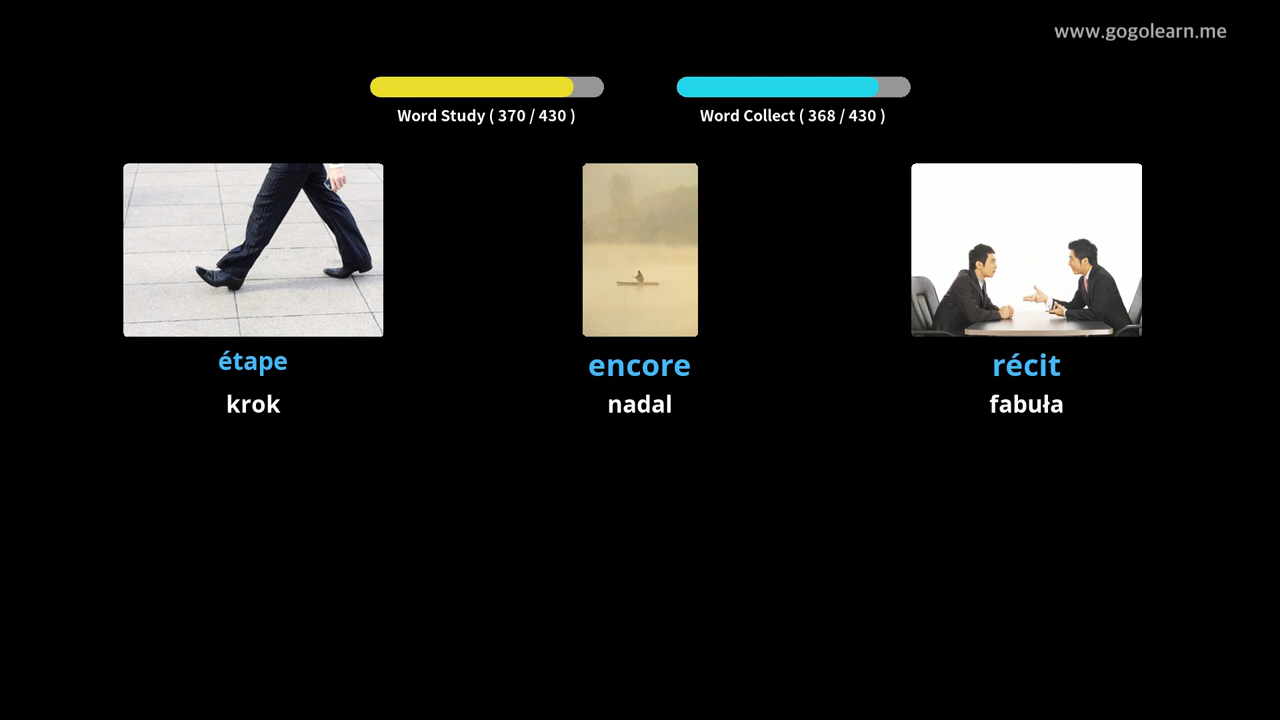 www.gogolearn.me
Word Study ( 370 / 430 )
Word Collect ( 368 / 430 )
étape
encore
récit
krok
nadal
fabuła